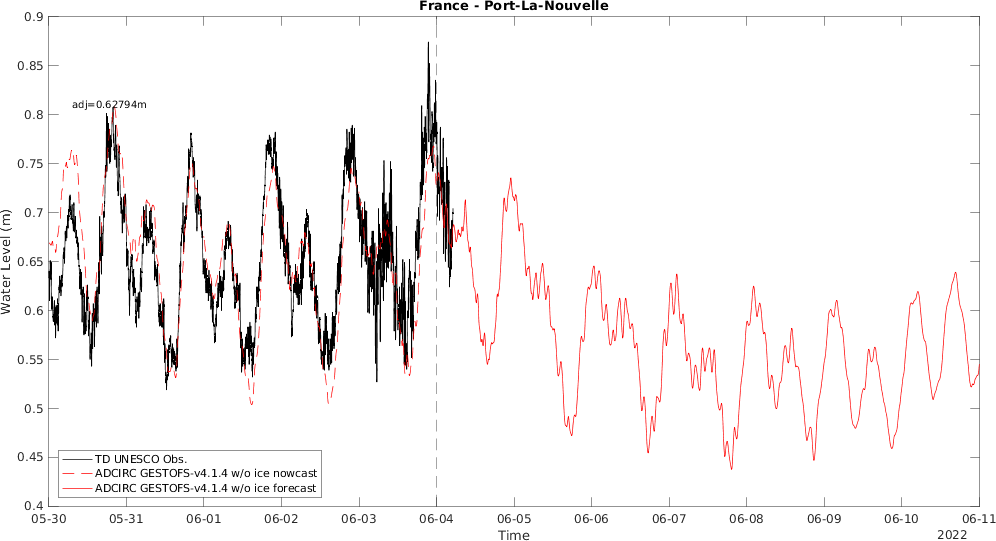 France - Port-La-Nouvelle
0.9
0.85
0.8
0.75
0.7
0.65
0.6
0.55
0.5
0.45
0.4
Water Level (m)
adj=0.62794m
TD UNESCO Obs.
ADCIRC GESTOFS-v4.1.4 w/o ice nowcast
ADCIRC GESTOFS-v4.1.4 w/o ice forecast
05-30 05-31 06-01 06-02 06-03 06-04 06-05 06-06 06-07 06-08 06-09 06-10 06-11
Time
2022